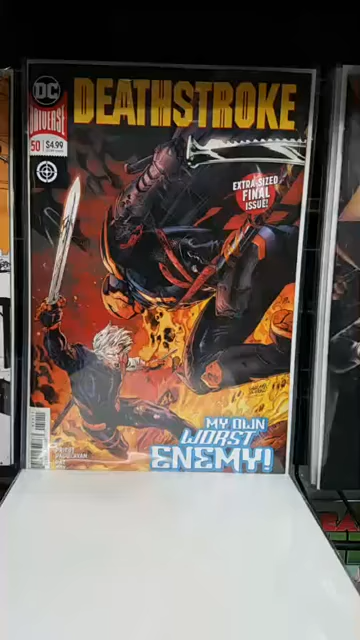 DC
DEATHSTROKE
UNIVERSE
50
$4.99
EXTRA-SIZED
FINAL
ISSUE!
MY OWN
WORST
ENEMY!